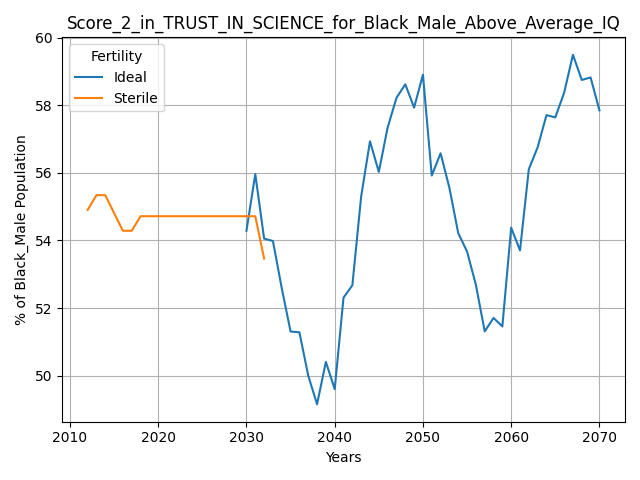 Score_2_in_TRUST_IN_SCIENCE_for_Black_Male_Above_Average_IQ
60
58
56
54
52
50
% of Black_Male Population
Fertility
Ideal
Sterile
2010 2020 2030 2040 2050 2060 2070
Years